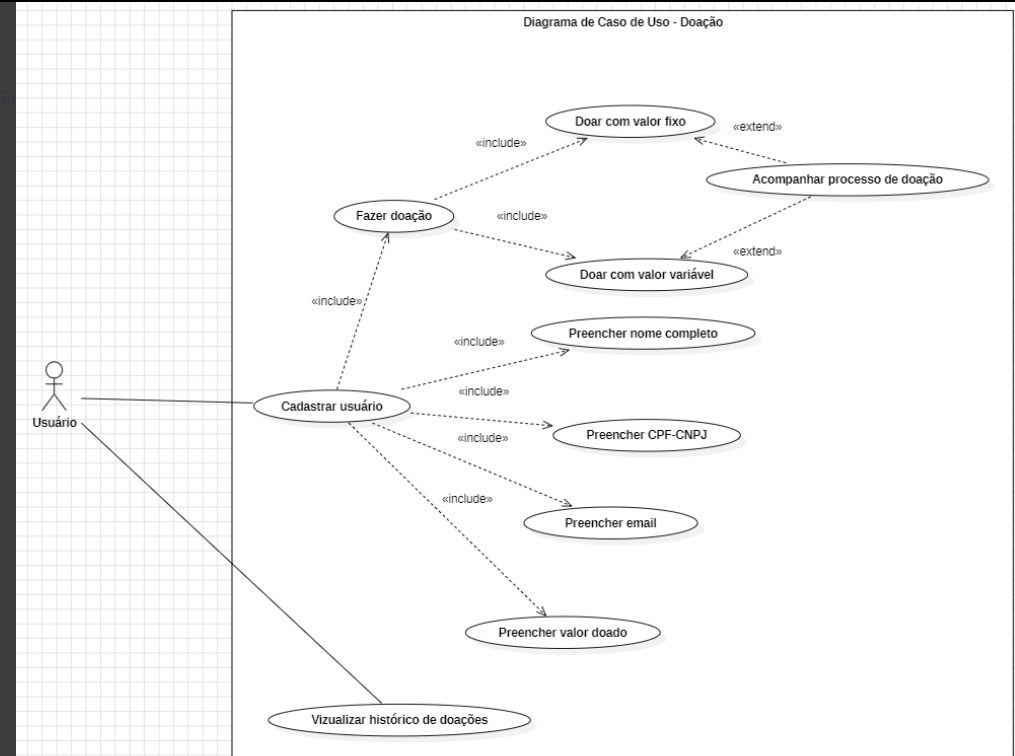 Diagrama de Caso de Uso - Doação
Doar com valor fixo
«extend»
«include»
Acompanhar processo de doação
Fazer doação
«include»
«extend»
Doar com valor variável
«include»
Preencher nome completo
«include»
«include»
Cadastrar usuário
Usuário
Preencher CPF-CNPJ
«include»
«include»
Preencher email
Preencher valor doado
Vizualizar histórico de doações